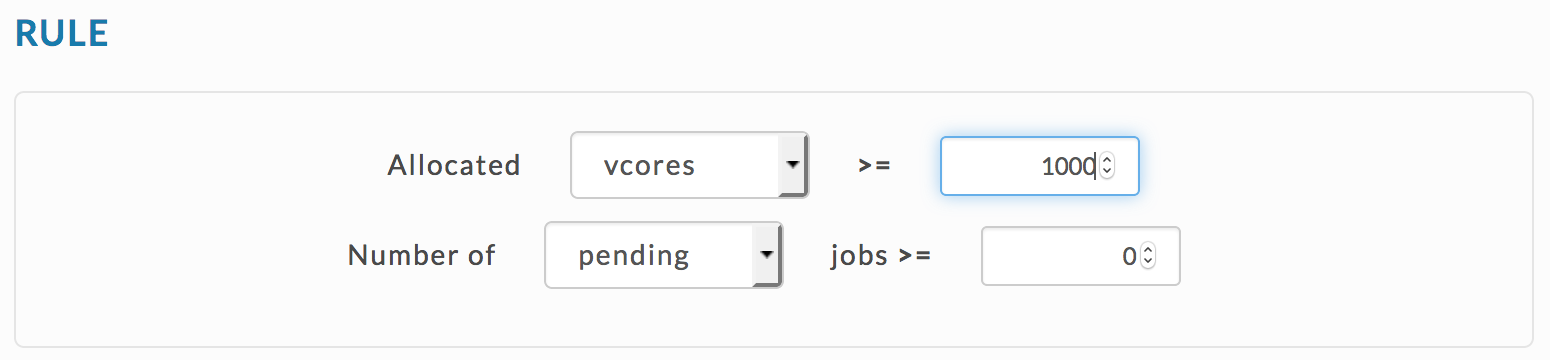 RULE
Allocated vcores >= 1000
Number of pending jobs >= 0